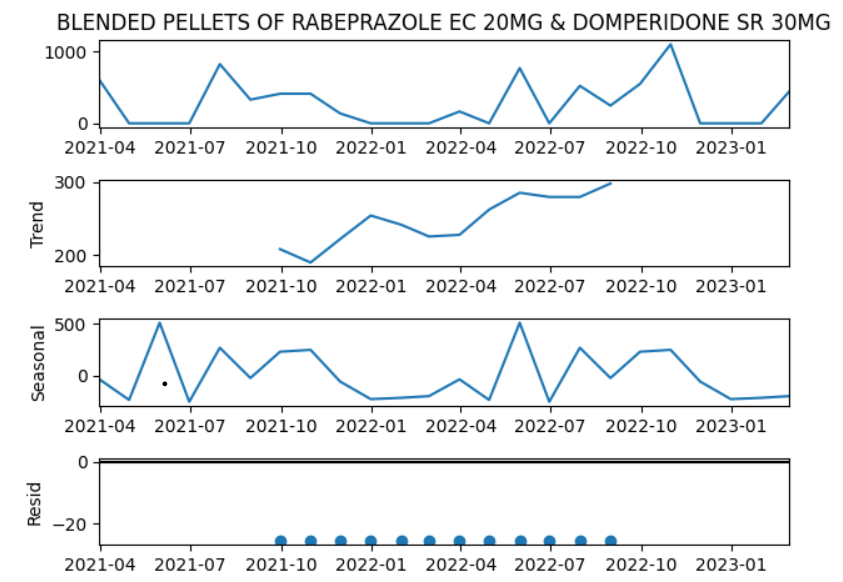 BLENDED PELLETS OF RABEPRAZOLE EC 20MG & DOMPERIDONE SR 30MG
1000
0
2021-04 2021-07 2021-10 2022-01 2022-04 2022-07 2022-10 2023-01
300
Trend
200
2021-04 2021-07 2021-10 2022-01 2022-04 2022-07 2022-10 2023-01
500
Seasonal
0
2021-04 2021-07 2021-10 2022-01 2022-04 2022-07 2022-10 2023-01
0
Resid
−20
2021-04 2021-07 2021-10 2022-01 2022-04 2022-07 2022-10 2023-01